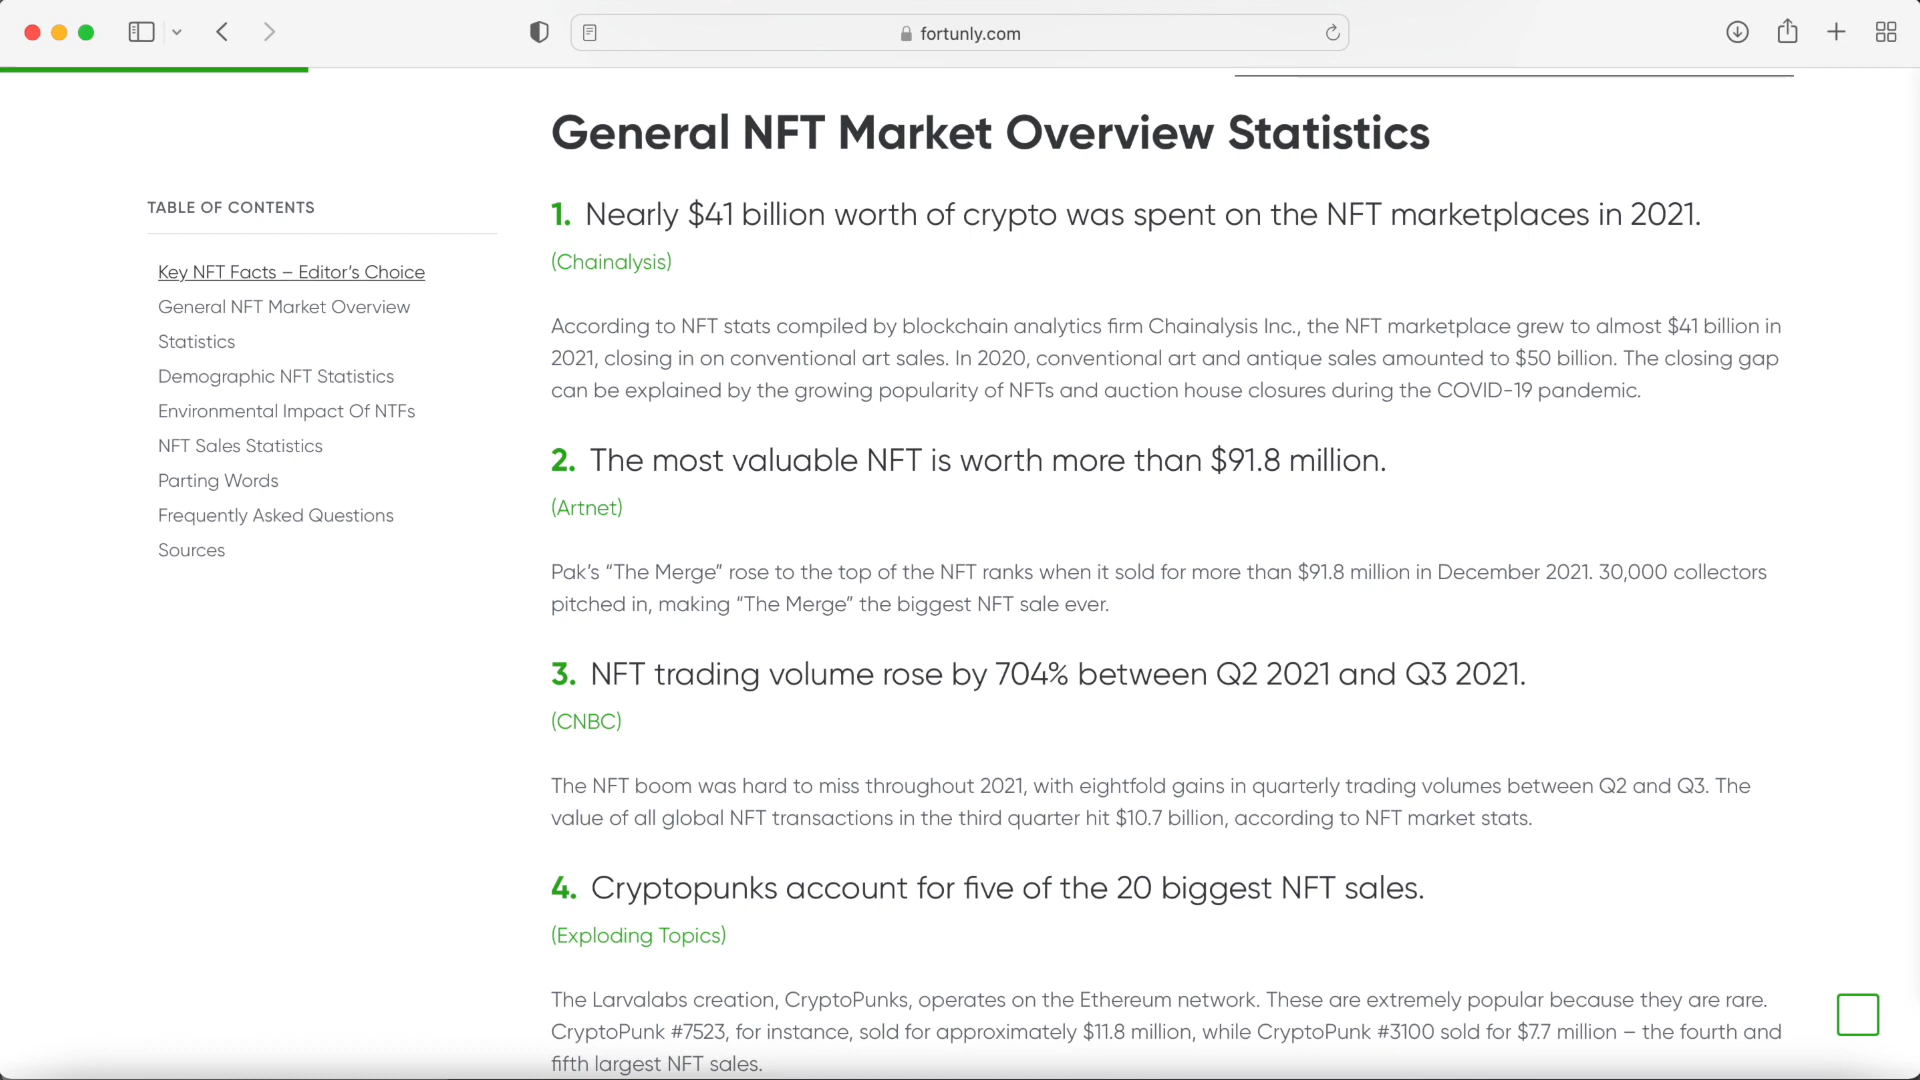 fortunly.com
General NFT Market Overview Statistics
TABLE OF CONTENTS
Key NFT Facts – Editor’s Choice
General NFT Market Overview
Statistics
Demographic NFT Statistics
Environmental Impact Of NTFs
NFT Sales Statistics
Parting Words
Frequently Asked Questions
Sources
1. Nearly $41 billion worth of crypto was spent on the NFT marketplaces in 2021.
(Chainalysis)
According to NFT stats compiled by blockchain analytics firm Chainalysis Inc., the NFT marketplace grew to almost $41 billion in
2021, closing in on conventional art sales. In 2020, conventional art and antique sales amounted to $50 billion. The closing gap
can be explained by the growing popularity of NFTs and auction house closures during the COVID-19 pandemic.
2. The most valuable NFT is worth more than $91.8 million.
(Artnet)
Pak’s “The Merge” rose to the top of the NFT ranks when it sold for more than $91.8 million in December 2021. 30,000 collectors
pitched in, making “The Merge” the biggest NFT sale ever.
3. NFT trading volume rose by 704% between Q2 2021 and Q3 2021.
(CNBC)
The NFT boom was hard to miss throughout 2021, with eightfold gains in quarterly trading volumes between Q2 and Q3. The
value of all global NFT transactions in the third quarter hit $10.7 billion, according to NFT market stats.
4. Cryptopunks account for five of the 20 biggest NFT sales.
(Exploding Topics)
The Larvalabs creation, CryptoPunks, operates on the Ethereum network. These are extremely popular because they are rare.
CryptoPunk #7523, for instance, sold for approximately $11.8 million, while CryptoPunk #3100 sold for $7.7 million – the fourth and
fifth largest NFT sales.